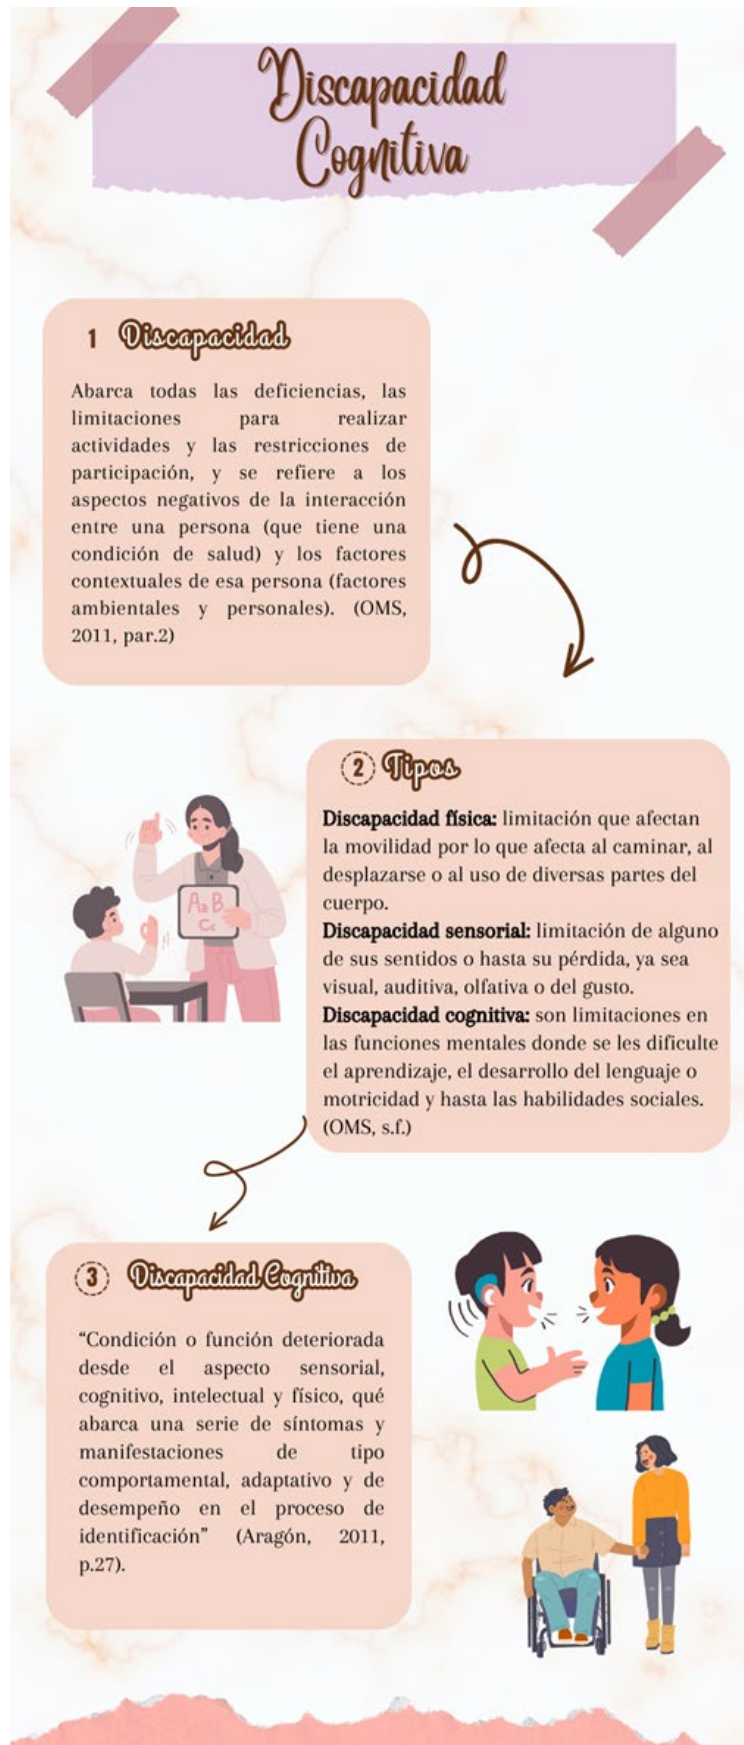 Discapacidad
Cognitiva
1 Discapacidad
Abarca todas las deficiencias, las
limitaciones para realizar
actividades y las restricciones de
participación, y se refiere a los
aspectos negativos de la interacción
entre una persona (que tiene una
condición de salud) y los factores
contextuales de esa persona (factores
ambientales y personales). (OMS,
2011, par.2)
2 Tipos
Discapacidad física: limitación que afectan
la movilidad por lo que afecta al caminar, al
desplazarse o al uso de diversas partes del
cuerpo.
Discapacidad sensorial: limitación de alguno
de sus sentidos o hasta su pérdida, ya sea
visual, auditiva, olfativa o del gusto.
Discapacidad cognitiva: son limitaciones en
las funciones mentales donde se les dificulte
el aprendizaje, el desarrollo del lenguaje o
motricidad y hasta las habilidades sociales.
(OMS, s.f.)
Aa B
Cc
3 Discapacidad Cognitiva
“Condición o función deteriorada
desde el aspecto sensorial,
cognitivo, intelectual y físico, qué
abarca una serie de síntomas y
manifestaciones de tipo
comportamental, adaptativo y de
desempeño en el proceso de
identificación” (Aragón, 2011,
p.27).